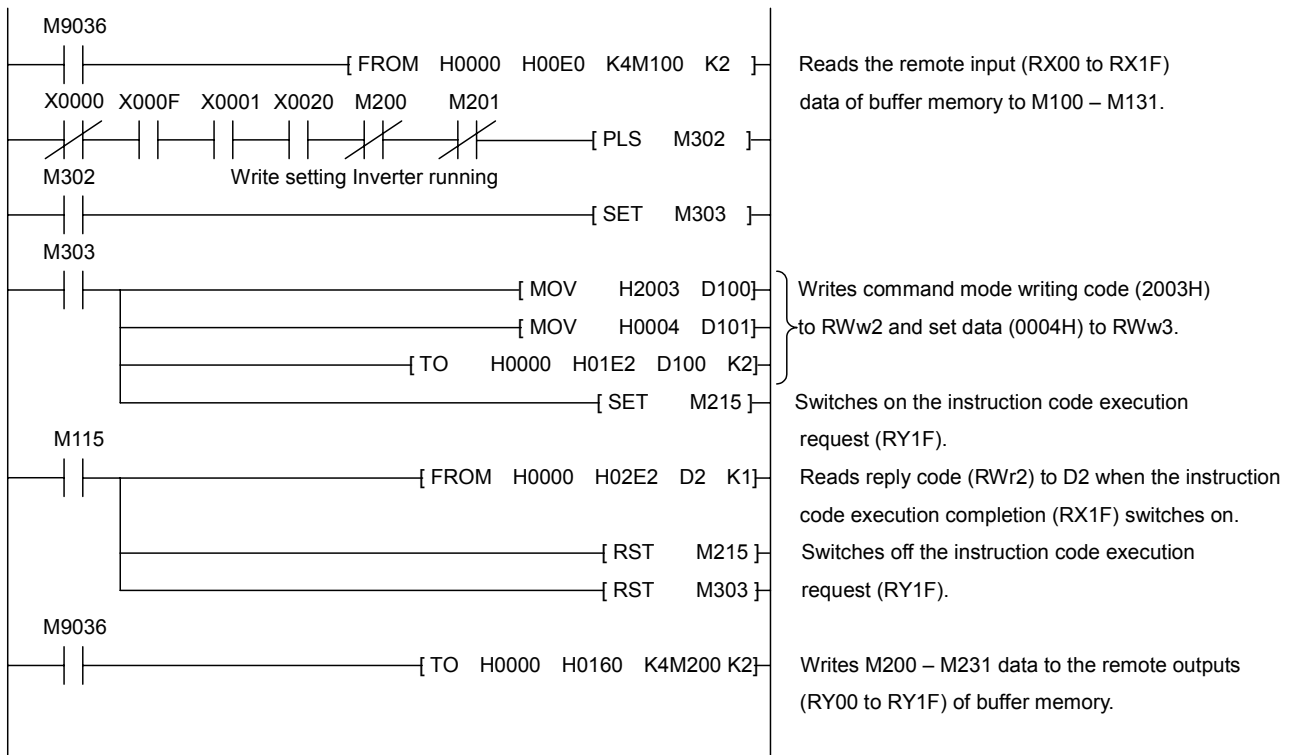 M9036
[ FROM H0000 H00E0 K4M100 K2 ] Reads the remote input (RX00 to RX1F)
X0000 X000F X0001 X0020 M200 M201 data of buffer memory to M100 – M131.
[ PLS M302 ]
M302 Write setting Inverter running
[ SET M303 ]
M303
[ MOV H2003 D100] Writes command mode writing code (2003H)
[ MOV H0004 D101] to RWw2 and set data (0004H) to RWw3.
[ TO H0000 H01E2 D100 K2]
[ SET M215 ] Switches on the instruction code execution
M115 request (RY1F).
[ FROM H0000 H02E2 D2 K1] Reads reply code (RWr2) to D2 when the instruction
code execution completion (RX1F) switches on.
[ RST M215 ] Switches off the instruction code execution
[ RST M303 ] request (RY1F).
M9036
[ TO H0000 H0160 K4M200 K2] Writes M200 – M231 data to the remote outputs
(RY00 to RY1F) of buffer memory.